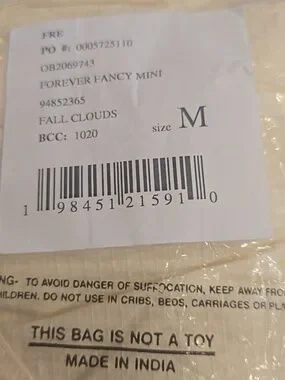 FRE
PO #: 0005725110
OB2069743
FOREVER FANCY MINI
94852365
FALL CLOUDS
BCC: 1020
size M
1 98451 21591 0
NG- TO AVOID DANGER OF SUFFOCATION, KEEP AWAY FROM
HILDREN. DO NOT USE IN CRIBS, BEDS, CARRIAGES OR PLA
THIS BAG IS NOT A TOY
MADE IN INDIA